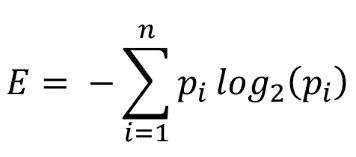 E = − ∑_{i=1}^{n} p_i log_2(p_i)